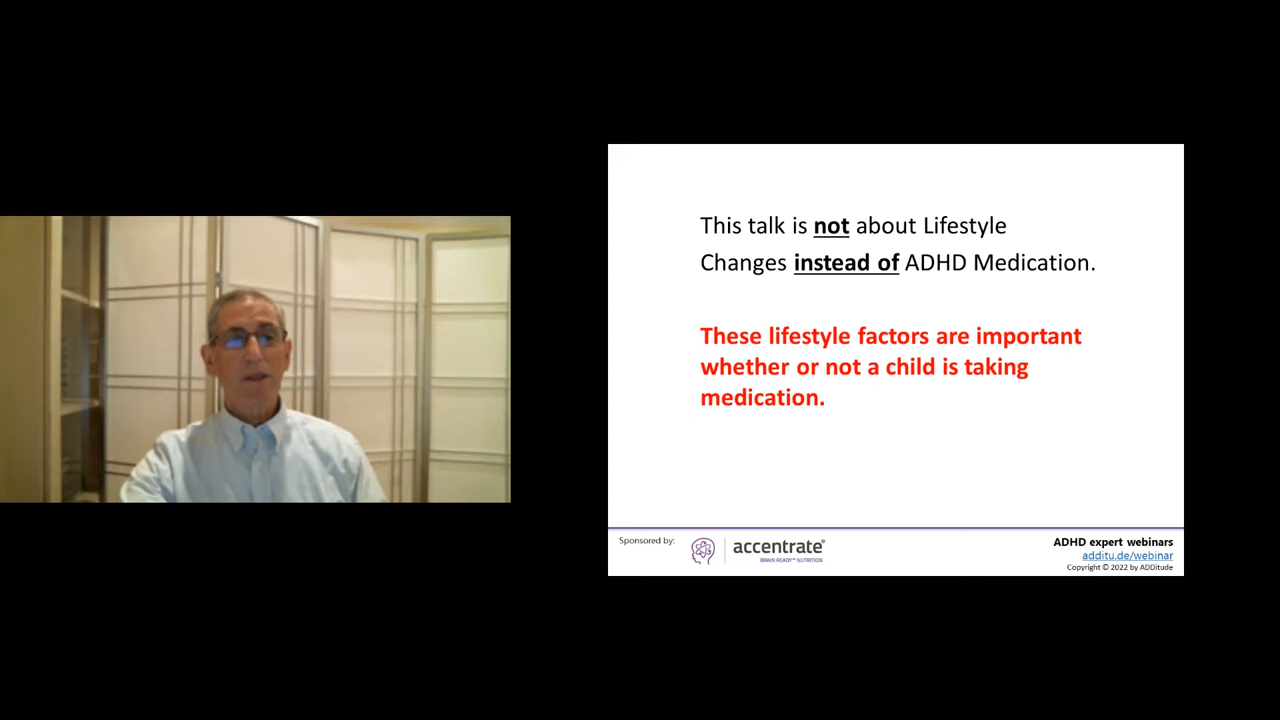 This talk is not about Lifestyle
Changes instead of ADHD Medication.
These lifestyle factors are important
whether or not a child is taking
medication.
Sponsored by:
accentrate®
BRAIN READY™ NUTRITION
ADHD expert webinars
additu.de/webinar
Copyright © 2022 by ADDitude